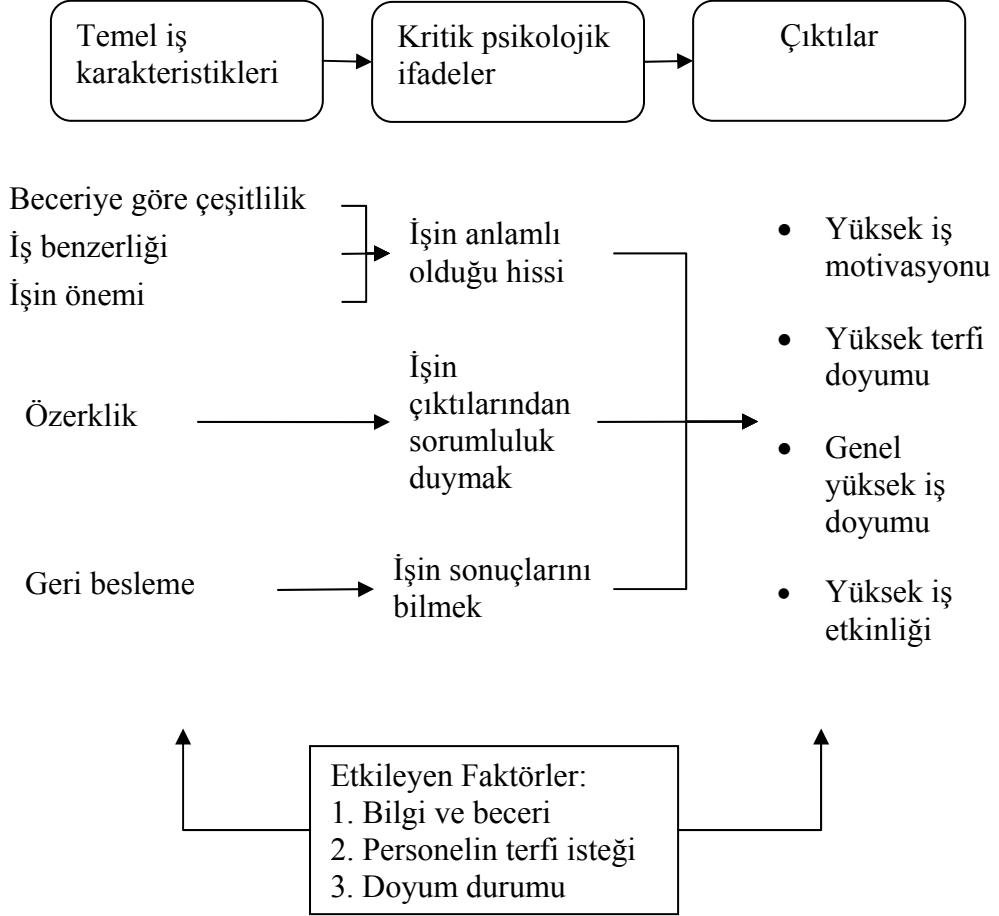 Temel iş
karakteristikleri
Kritik psikolojik
ifadeler
Çıktılar
Beceriye göre çeşitlilik
İş benzerliği
İşin önemi
İşin anlamlı
olduğu hissi
Özerklik
İşin
çıktılarından
sorumluluk
duymak
Geri besleme
İşin sonuçlarını
bilmek
• Yüksek iş
motivasyonu
• Yüksek terfi
doyumu
• Genel
yüksek iş
doyumu
• Yüksek iş
etkinliği
Etkileyen Faktörler:
1. Bilgi ve beceri
2. Personelin terfi isteği
3. Doyum durumu